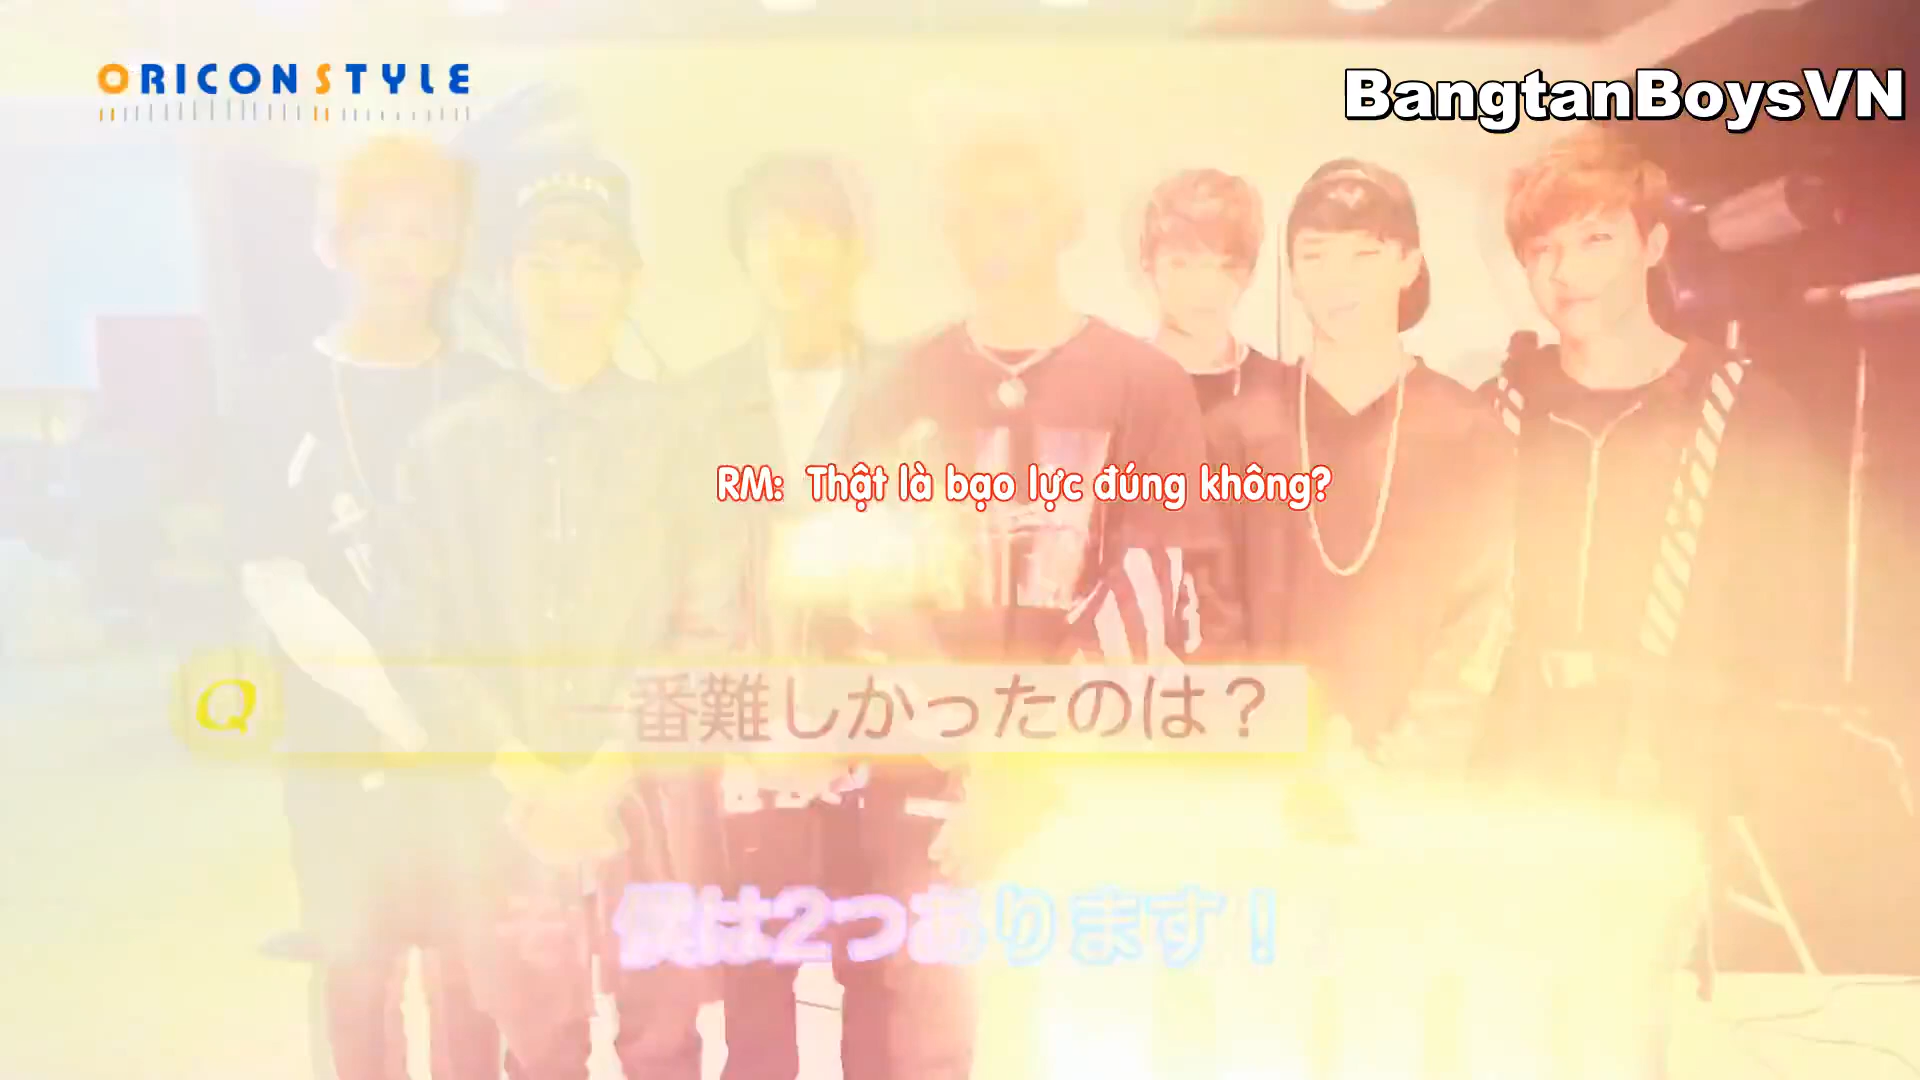 ORICON STYLE
BangtanBoysVN
RM: Thật là bạo lực đúng không?
Q 一番難しかったのは？
僕は2つあります！